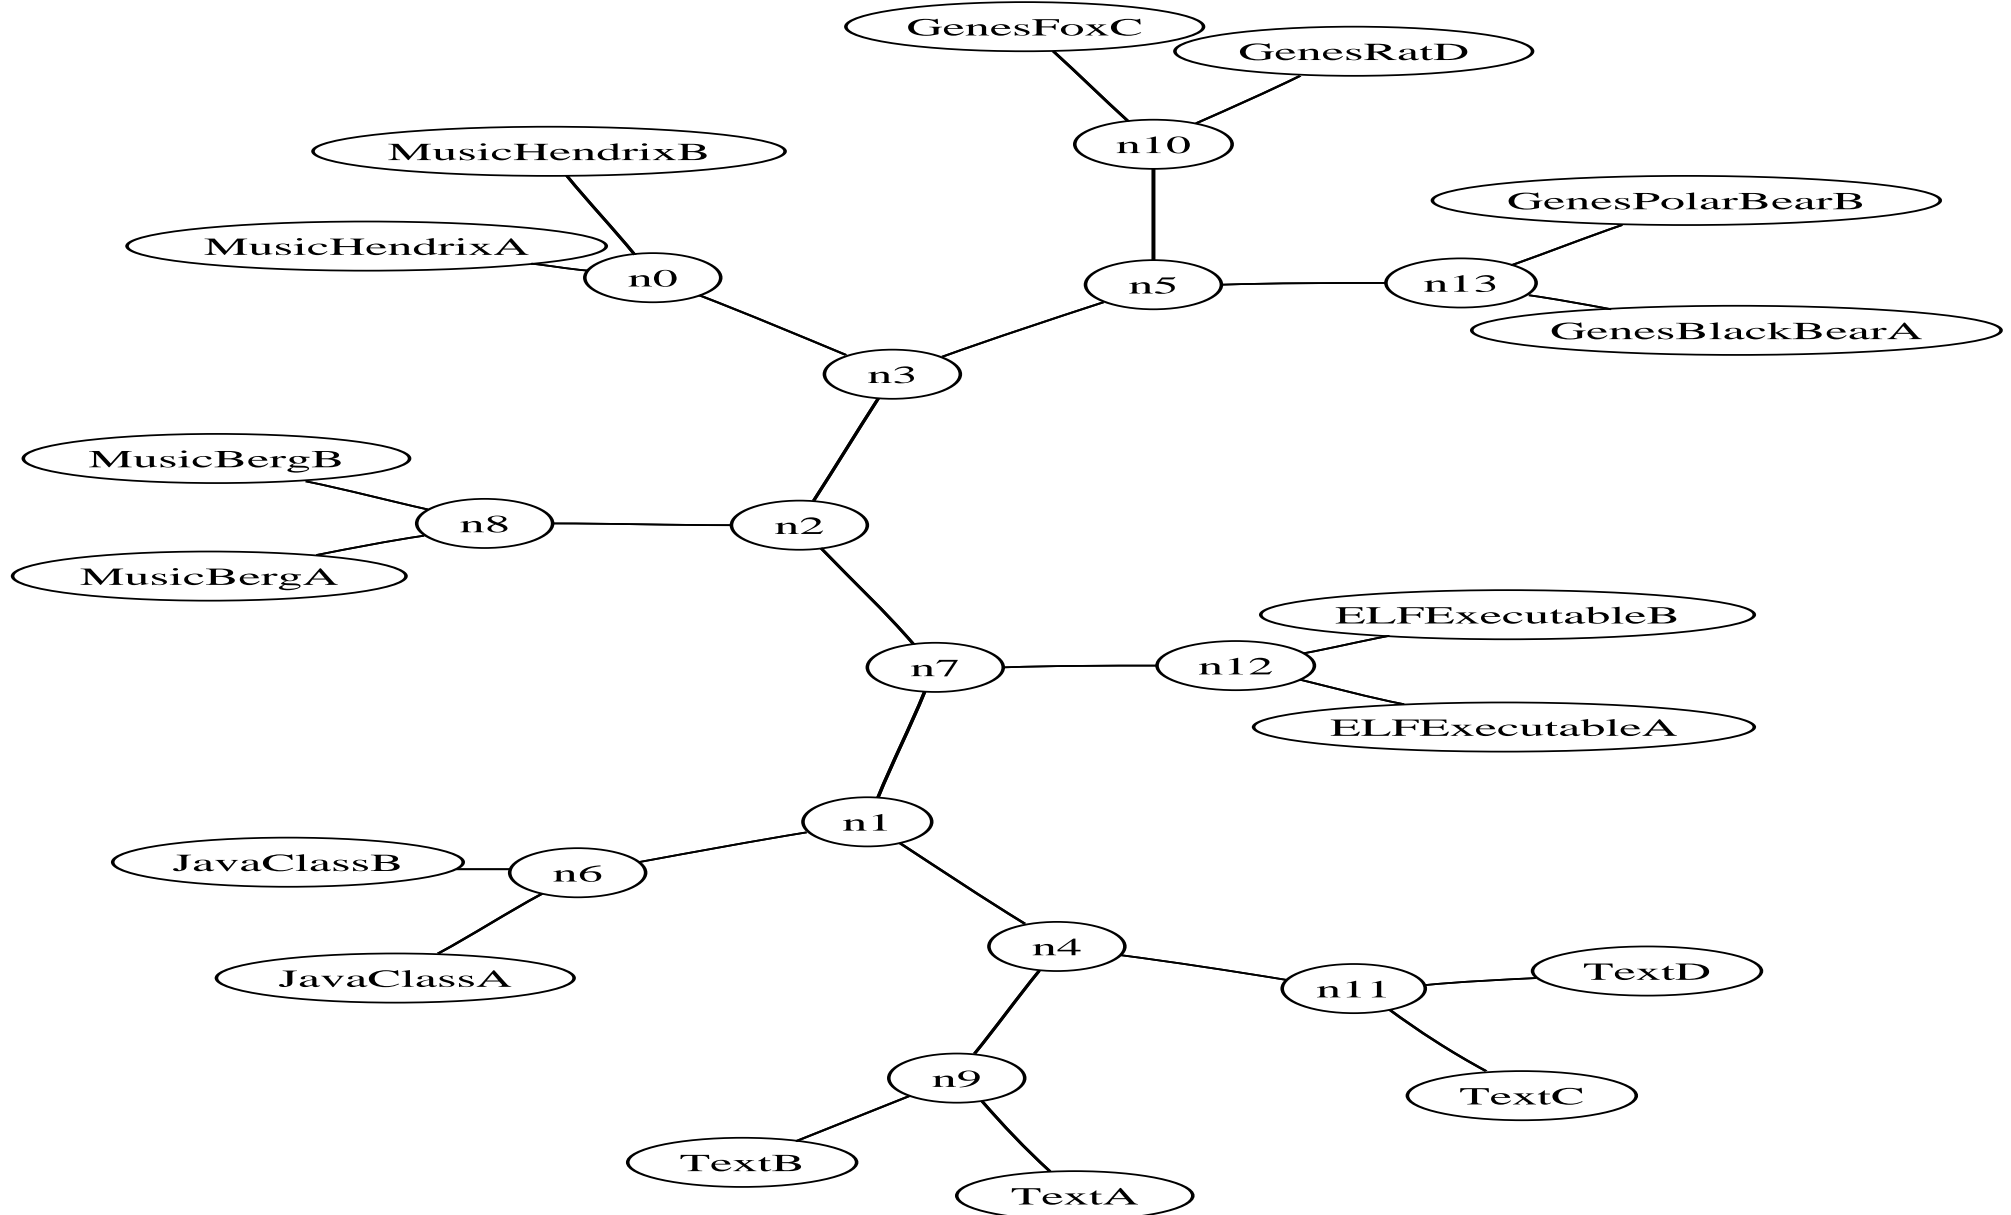 GenesFoxC
GenesRatD
n10
MusicHendrixB
GenesPolarBearB
MusicHendrixA
n0
n5
n13
GenesBlackBearA
n3
MusicBergB
n8
n2
MusicBergA
ELFExecutableB
n7
n12
ELFExecutableA
n1
JavaClassB
n6
n4
JavaClassA
n11
TextD
n9
TextC
TextB
TextA